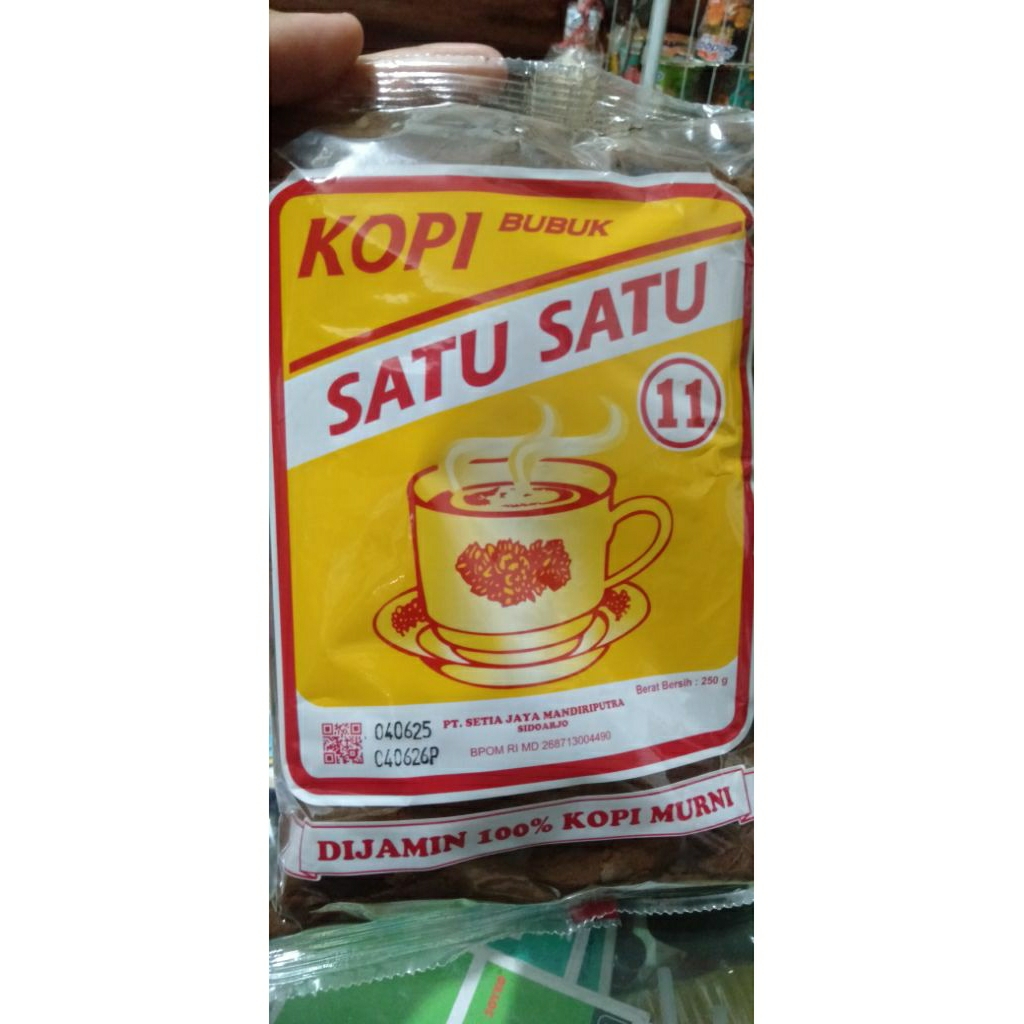 KOPI BUBUK
SATU SATU
11
Berat Bersih : 250 g
040625
040626P
PT. SETIA JAYA MANDIRIPUTRA
SIDOARJO
BPOM RI MD 268713004490
DIJAMIN 100% KOPI MURNI